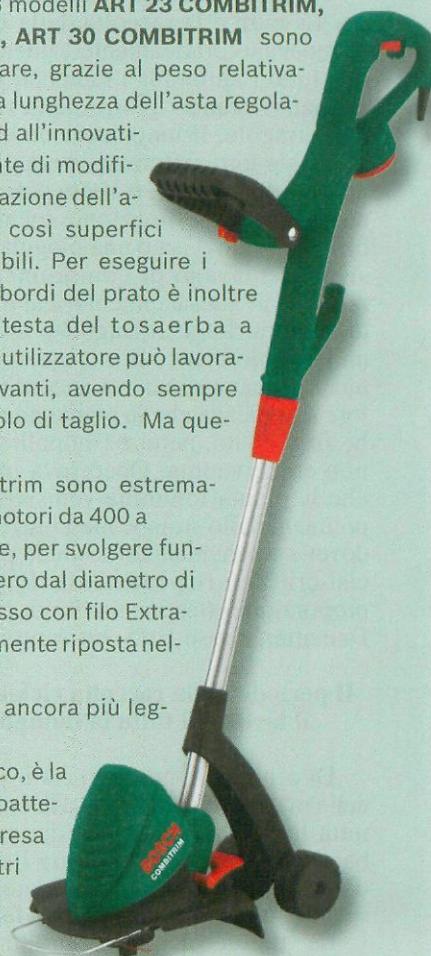 modelli ART 23 COMBITRIM,
, ART 30 COMBITRIM sono
are, grazie al peso relativa-
a lunghezza dell'asta regola-
d all'innovati-
nte di modifi-
azione dell'a-
così superfici
bili. Per eseguire i
bordi del prato è inoltre
testa del tosaerba a
utilizzatore può lavora-
vanti, avendo sempre
olo di taglio. Ma que-
trim sono estrema-
notori da 400 a
e, per svolgere fun-
ero dal diametro di
sso con filo Extra-
mente riposta nel-
ancora più leg-
co, è la
batte-
resa
tri
BOSCH
COMBITRIM